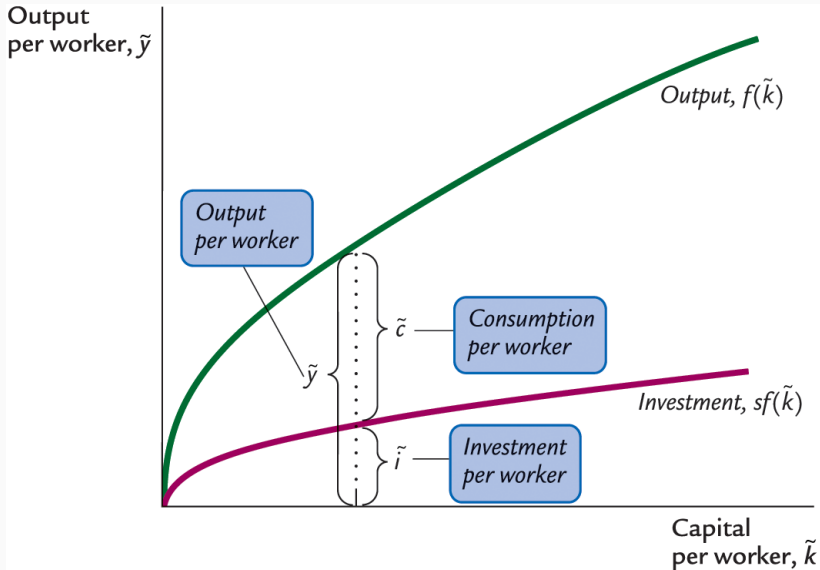 Output
per worker, ỹ
Output, f(k̃)
Output
per worker
c̃
Consumption
per worker
ỹ
Investment, sf(k̃)
ĩ
Investment
per worker
Capital
per worker, k̃